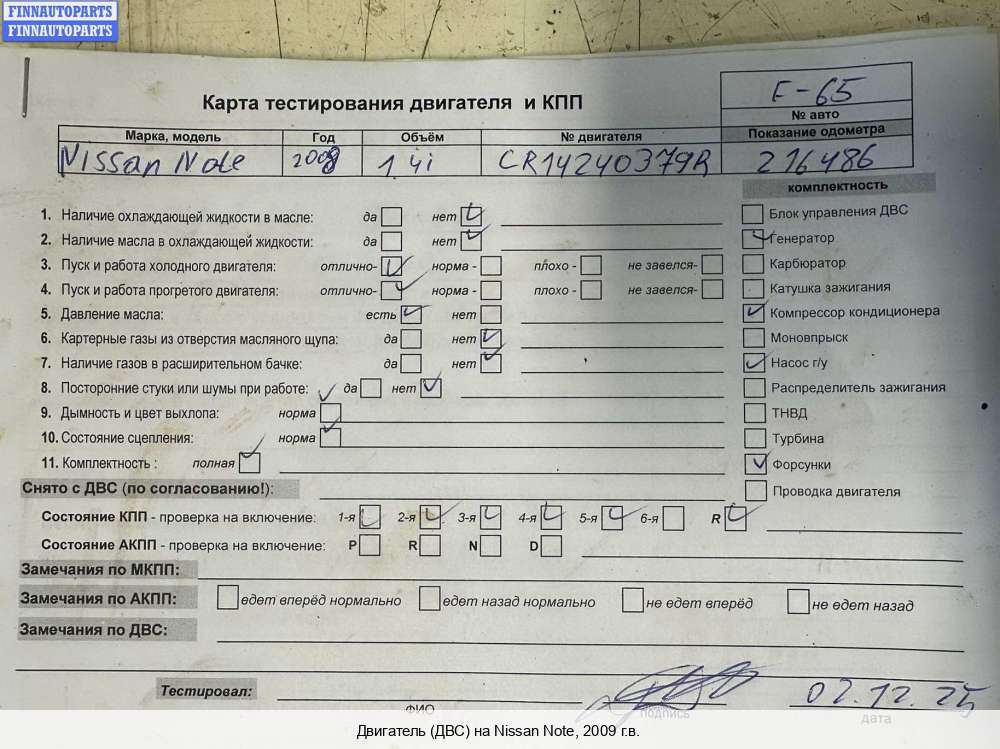 FINNAUTOPARTS
FINNAUTOPARTS
Карта тестирования двигателя и КПП
E-65
№ авто
Марка, модель Год Объём № двигателя Показание одометра
Nissan Note 2009 1.4i CR14240379R 216486
комплектность
1. Наличие охлаждающей жидкости в масле: да нет
Блок управления ДВС
2. Наличие масла в охлаждающей жидкости: да нет
Генератор
3. Пуск и работа холодного двигателя: отлично- норма - плохо - не завелся-
Карбюратор
4. Пуск и работа прогретого двигателя: отлично- норма - плохо - не завелся-
Катушка зажигания
5. Давление масла: есть нет
Компрессор кондиционера
6. Картерные газы из отверстия масляного щупа: да нет
Моновпрыск
7. Наличие газов в расширительном бачке: да нет
Насос г/у
8. Посторонние стуки или шумы при работе: да нет
Распределитель зажигания
9. Дымность и цвет выхлопа: норма
ТНВД
10. Состояние сцепления: норма
Турбина
11. Комплектность : полная
Форсунки
Снято с ДВС (по согласованию!):
Проводка двигателя
Состояние КПП - проверка на включение: 1-я 2-я 3-я 4-я 5-я 6-я R
Состояние АКПП - проверка на включение: P R N D
Замечания по МКПП:
Замечания по АКПП: едет вперёд нормально едет назад нормально не едет вперёд не едет назад
Замечания по ДВС:
Тестировал: 02.12.25
ФИО подпись дата
Двигатель (ДВС) на Nissan Note, 2009 г.в.